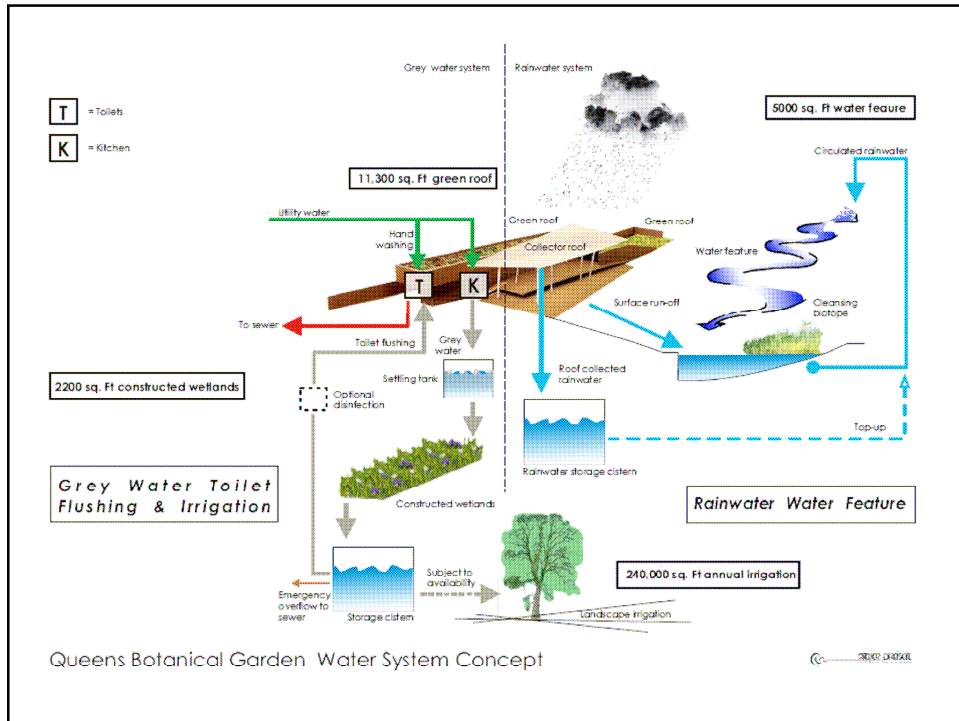 Grey water system
Rainwater system
T = Toilets
K = Kitchen
5000 sq. Ft water feaure
Circulated rainwater
11,300 sq. Ft green roof
Utility water
Hand
washing
Green roof
Green roof
Collector roof
Water feature
T
K
Cleansing
biotope
Surface run-off
To sewer
Toilet flushing
Grey
water
Settling tank
Roof collected
rainwater
2200 sq. Ft constructed wetlands
Optional
disinfection
Top-up
Rainwater storage cistern
Grey Water Toilet
Flushing & Irrigation
Constructed wetlands
Rainwater Water Feature
Subject to
availability
240,000 sq. Ft annual irrigation
Emergency
overflow to
sewer
Storage cistern
Landscape irrigation
Queens Botanical Garden Water System Concept